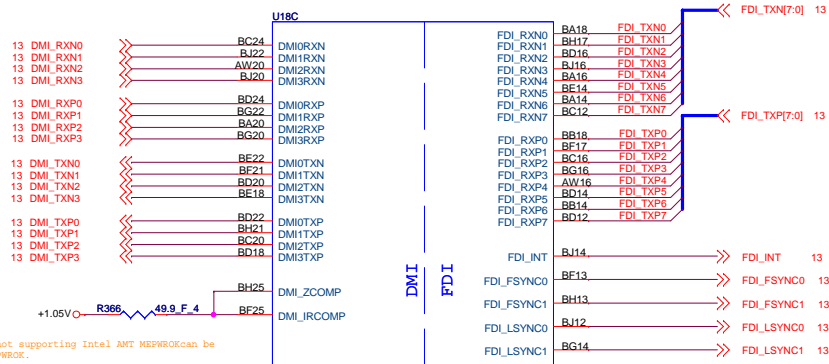 U18C
FDI_TXN[7:0] 13
13 DMI_RXN0 BC24 DMI0RXN FDI_RXN0 BA18 FDI_TXN0
13 DMI_RXN1 BJ22 DMI1RXN FDI_RXN1 BH17 FDI_TXN1
13 DMI_RXN2 AW20 DMI2RXN FDI_RXN2 BD16 FDI_TXN2
13 DMI_RXN3 BJ20 DMI3RXN FDI_RXN3 BJ16 FDI_TXN3
FDI_RXN4 BA16 FDI_TXN4
FDI_RXN5 BE14 FDI_TXN5
13 DMI_RXP0 BD24 DMI0RXP FDI_RXN6 BA14 FDI_TXN6
13 DMI_RXP1 BG22 DMI1RXP FDI_RXN7 BC12 FDI_TXN7
FDI_TXP[7:0] 13
13 DMI_RXP2 BA20 DMI2RXP
13 DMI_RXP3 BG20 DMI3RXP FDI_RXP0 BB18 FDI_TXP0
FDI_RXP1 BF17 FDI_TXP1
13 DMI_TXN0 BE22 DMI0TXN FDI_RXP2 BC16 FDI_TXP2
13 DMI_TXN1 BF21 DMI1TXN FDI_RXP3 BG16 FDI_TXP3
13 DMI_TXN2 BD20 DMI2TXN FDI_RXP4 AW16 FDI_TXP4
13 DMI_TXN3 BE18 DMI3TXN FDI_RXP5 BD14 FDI_TXP5
FDI_RXP6 BB14 FDI_TXP6
13 DMI_TXP0 BD22 DMI0TXP FDI_RXP7 BD12 FDI_TXP7
13 DMI_TXP1 BH21 DMI1TXP
13 DMI_TXP2 BC20 DMI2TXP
13 DMI_TXP3 BD18 DMI3TXP FDI_INT BJ14 FDI_INT 13
DMI FDI
FDI_FSYNC0 BF13 FDI_FSYNC0 13
BH25 DMI_ZCOMP
FDI_FSYNC1 BH13 FDI_FSYNC1 13
+1.05V R366 49.9_F_4 BF25 DMI_IRCOMP
FDI_LSYNC0 BJ12 FDI_LSYNC0 13
not supporting Intel AMT MEPWROKcan be
FDI_LSYNC1 BG14 FDI_LSYNC1 13
PWROK.